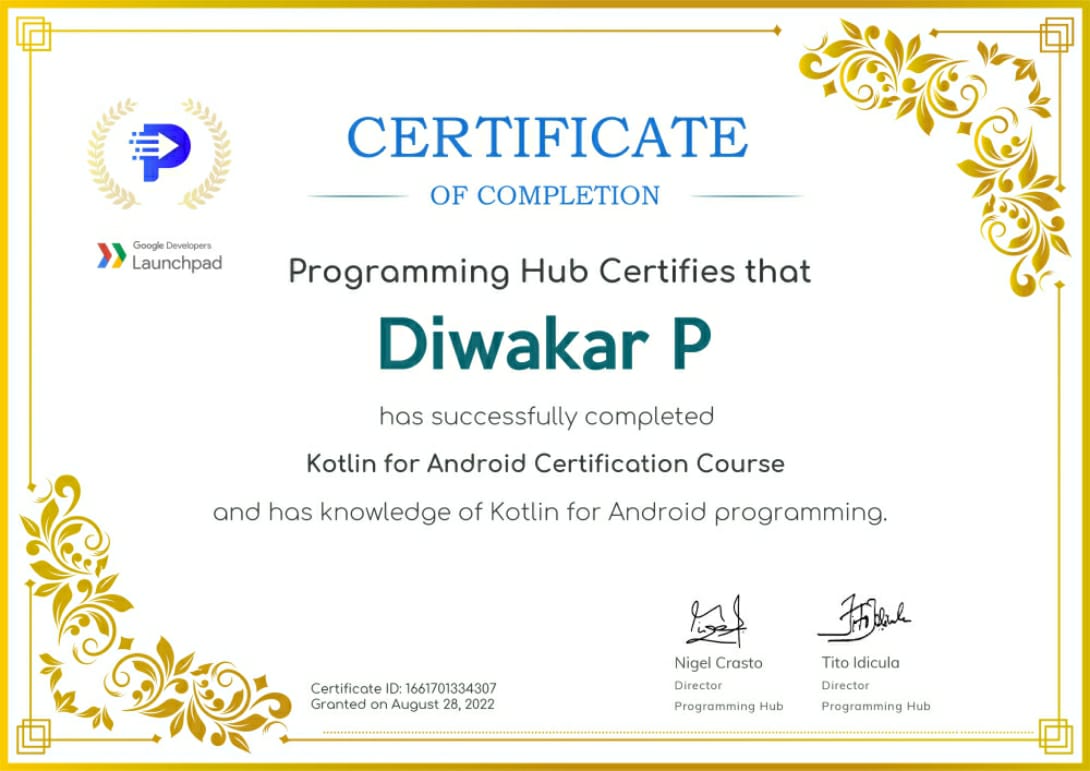 CERTIFICATE
OF COMPLETION
Google Developers
Launchpad
Programming Hub Certifies that
Diwakar P
has successfully completed
Kotlin for Android Certification Course
and has knowledge of Kotlin for Android programming.
Nigel Crasto
Director
Programming Hub
Tito Idicula
Director
Programming Hub
Certificate ID: 1661701334307
Granted on August 28, 2022